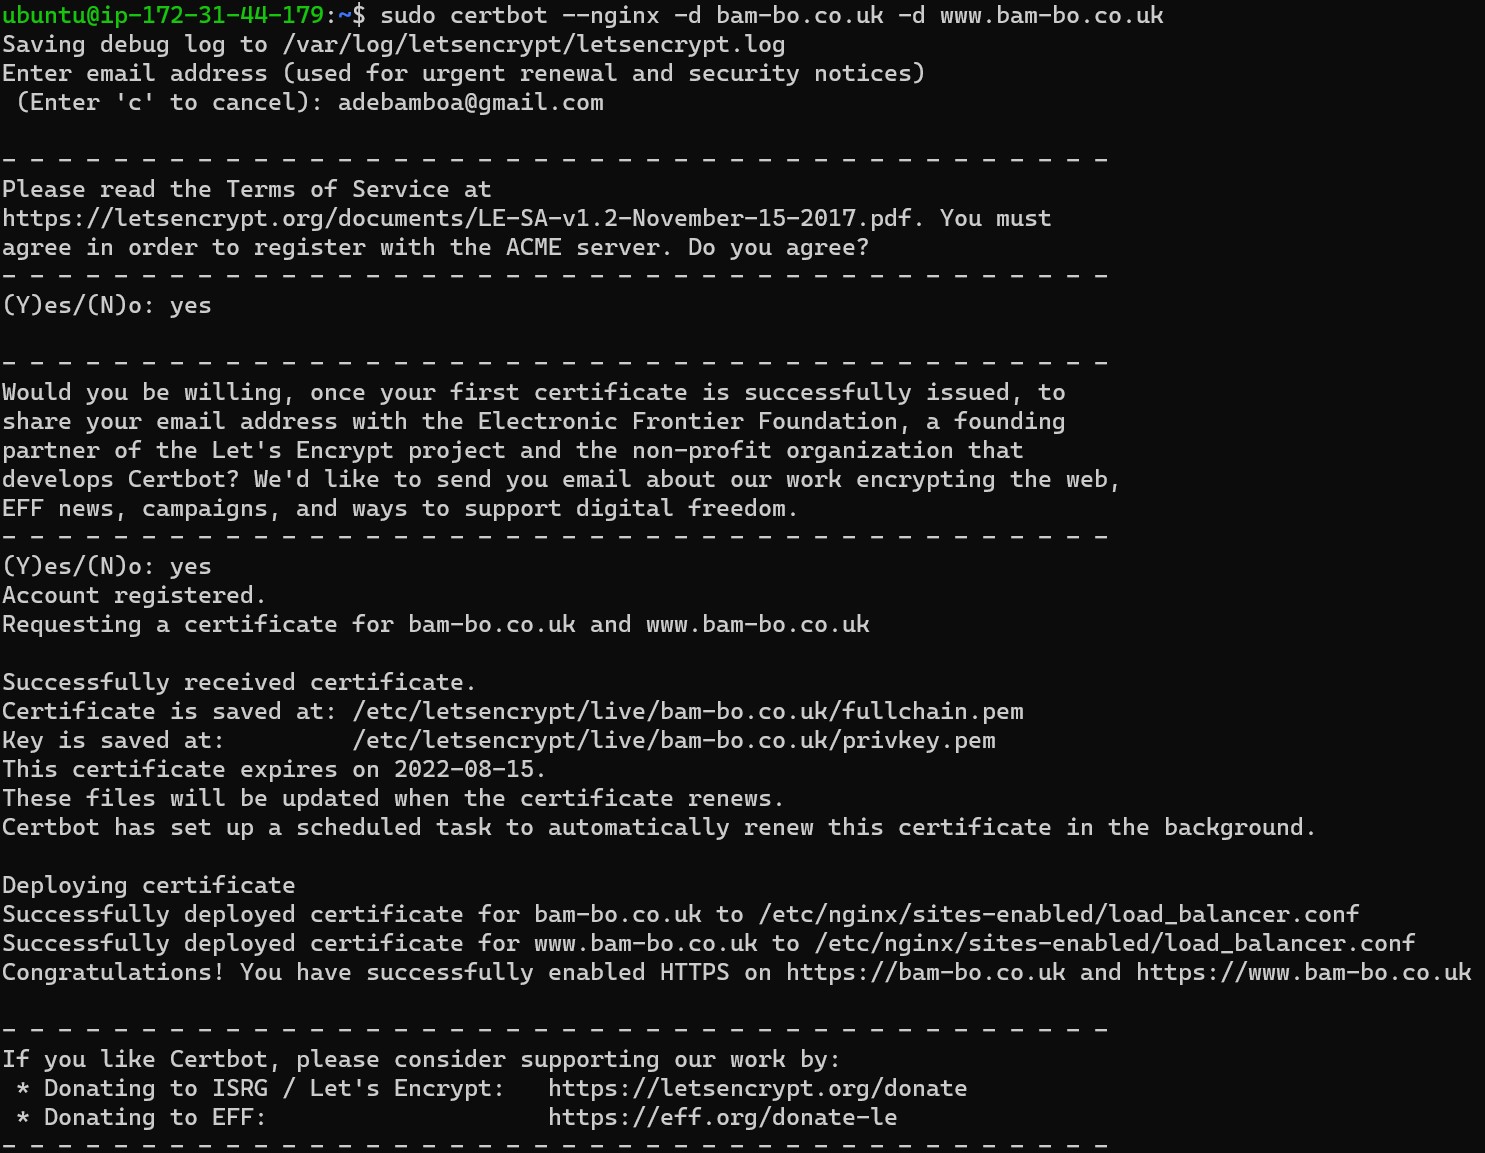 ubuntu@ip-172-31-44-179:~$ sudo certbot --nginx -d bam-bo.co.uk -d www.bam-bo.co.uk
Saving debug log to /var/log/letsencrypt/letsencrypt.log
Enter email address (used for urgent renewal and security notices)
 (Enter 'c' to cancel): adebamboa@gmail.com

- - - - - - - - - - - - - - - - - - - - - - - - - - - - - - - - - - - - - - - -
Please read the Terms of Service at
https://letsencrypt.org/documents/LE-SA-v1.2-November-15-2017.pdf. You must
agree in order to register with the ACME server. Do you agree?
- - - - - - - - - - - - - - - - - - - - - - - - - - - - - - - - - - - - - - - -
(Y)es/(N)o: yes

- - - - - - - - - - - - - - - - - - - - - - - - - - - - - - - - - - - - - - - -
Would you be willing, once your first certificate is successfully issued, to
share your email address with the Electronic Frontier Foundation, a founding
partner of the Let's Encrypt project and the non-profit organization that
develops Certbot? We'd like to send you email about our work encrypting the web,
EFF news, campaigns, and ways to support digital freedom.
- - - - - - - - - - - - - - - - - - - - - - - - - - - - - - - - - - - - - - - -
(Y)es/(N)o: yes
Account registered.
Requesting a certificate for bam-bo.co.uk and www.bam-bo.co.uk

Successfully received certificate.
Certificate is saved at: /etc/letsencrypt/live/bam-bo.co.uk/fullchain.pem
Key is saved at:         /etc/letsencrypt/live/bam-bo.co.uk/privkey.pem
This certificate expires on 2022-08-15.
These files will be updated when the certificate renews.
Certbot has set up a scheduled task to automatically renew this certificate in the background.

Deploying certificate
Successfully deployed certificate for bam-bo.co.uk to /etc/nginx/sites-enabled/load_balancer.conf
Successfully deployed certificate for www.bam-bo.co.uk to /etc/nginx/sites-enabled/load_balancer.conf
Congratulations! You have successfully enabled HTTPS on https://bam-bo.co.uk and https://www.bam-bo.co.uk

- - - - - - - - - - - - - - - - - - - - - - - - - - - - - - - - - - - - - - - -
If you like Certbot, please consider supporting our work by:
 * Donating to ISRG / Let's Encrypt:   https://letsencrypt.org/donate
 * Donating to EFF:                    https://eff.org/donate-le
- - - - - - - - - - - - - - - - - - - - - - - - - - - - - - - - - - - - - - - -